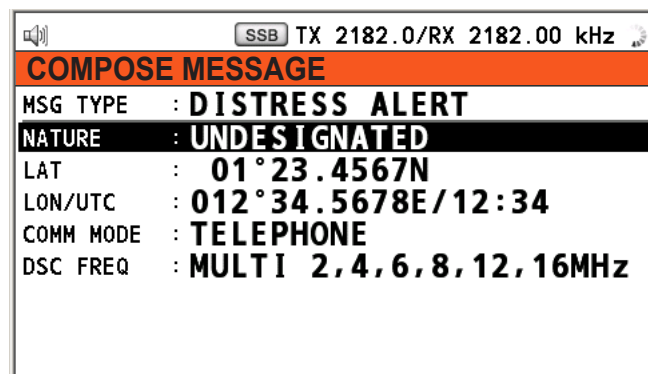 SSB TX 2182.0/RX 2182.00 kHz
COMPOSE MESSAGE
MSG TYPE : DISTRESS ALERT
NATURE : UNDESIGNATED
LAT : 01°23.4567N
LON/UTC : 012°34.5678E/12:34
COMM MODE : TELEPHONE
DSC FREQ : MULTI 2,4,6,8,12,16MHz